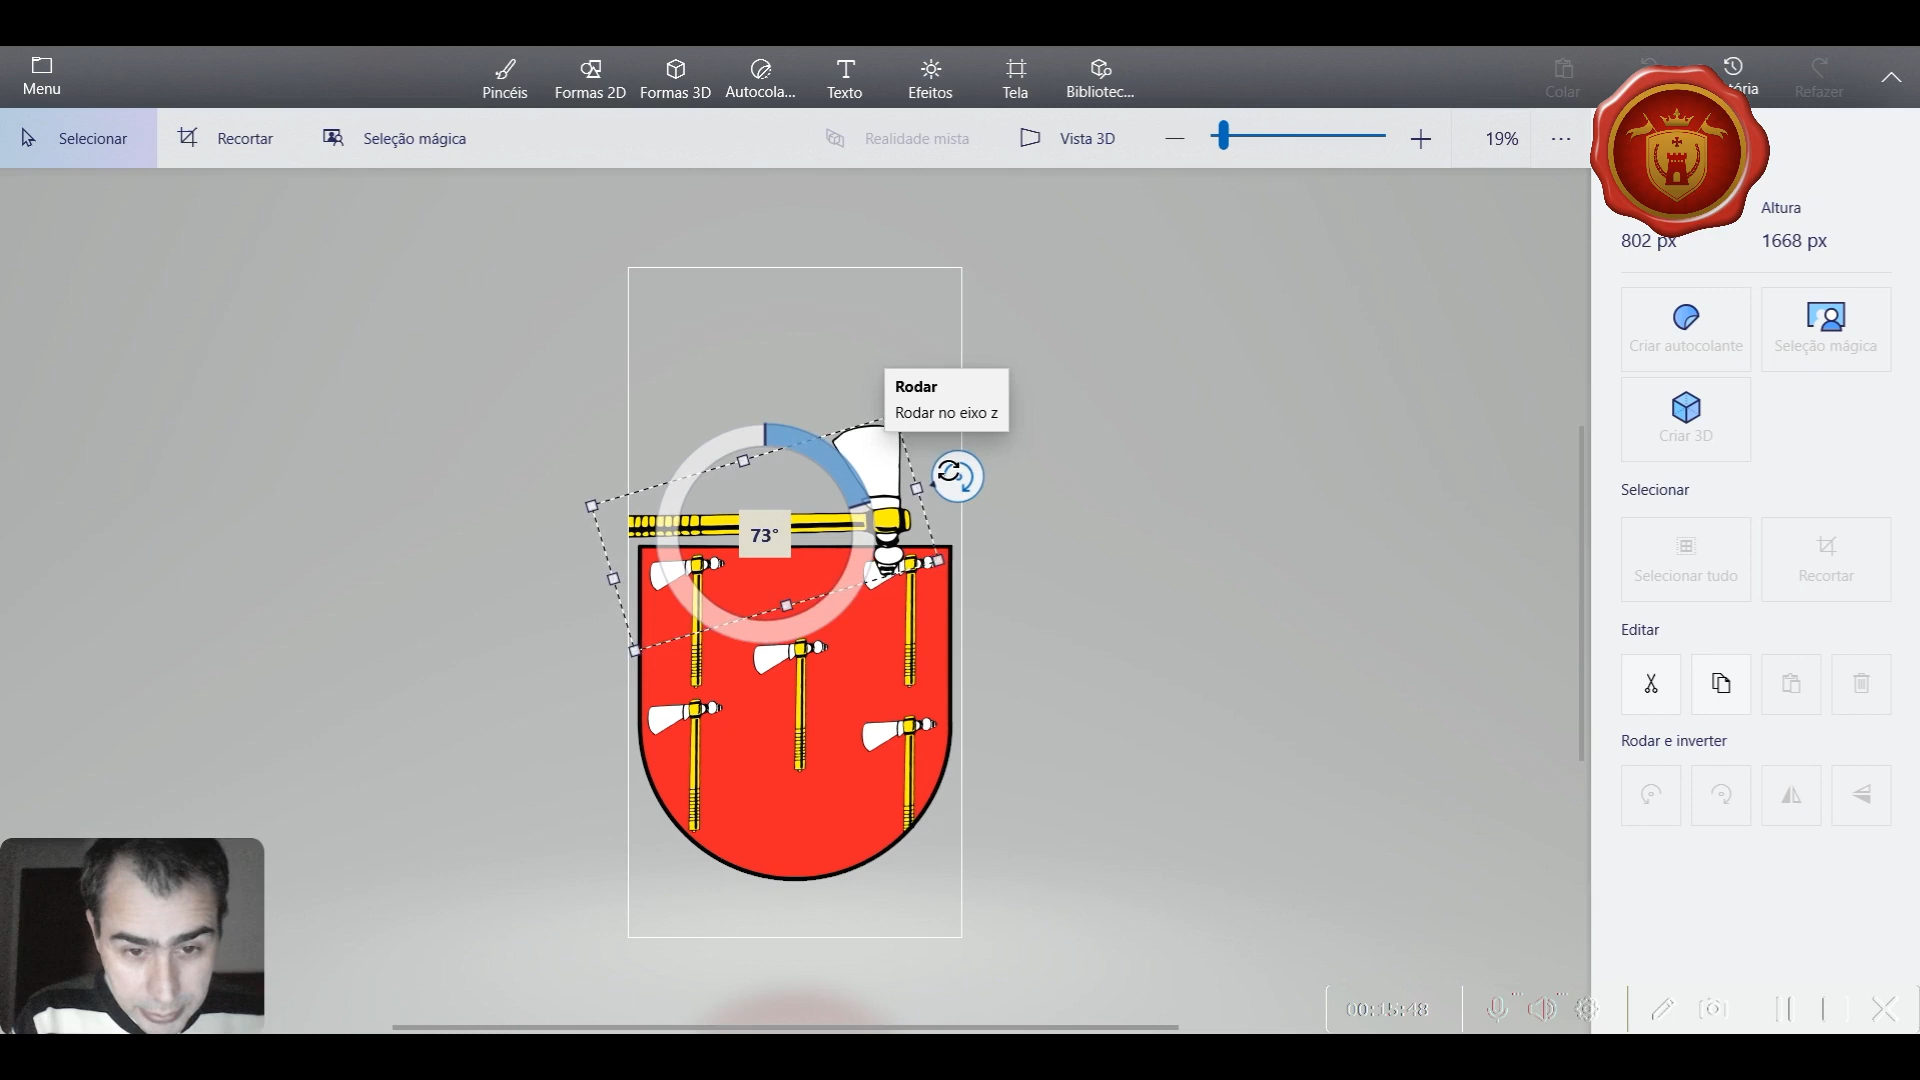 Menu
Pincéis
Formas 2D
Formas 3D
Autocola...
Texto
Efeitos
Tela
Bibliotec...
Colar
Refazer
Selecionar
Recortar
Seleção mágica
Realidade mista
Vista 3D
19%
Altura
802 px
1668 px
Criar autocolante
Seleção mágica
Criar 3D
Selecionar
Selecionar tudo
Recortar
Editar
Rodar e inverter
Rodar
Rodar no eixo z
73°
00:15:48